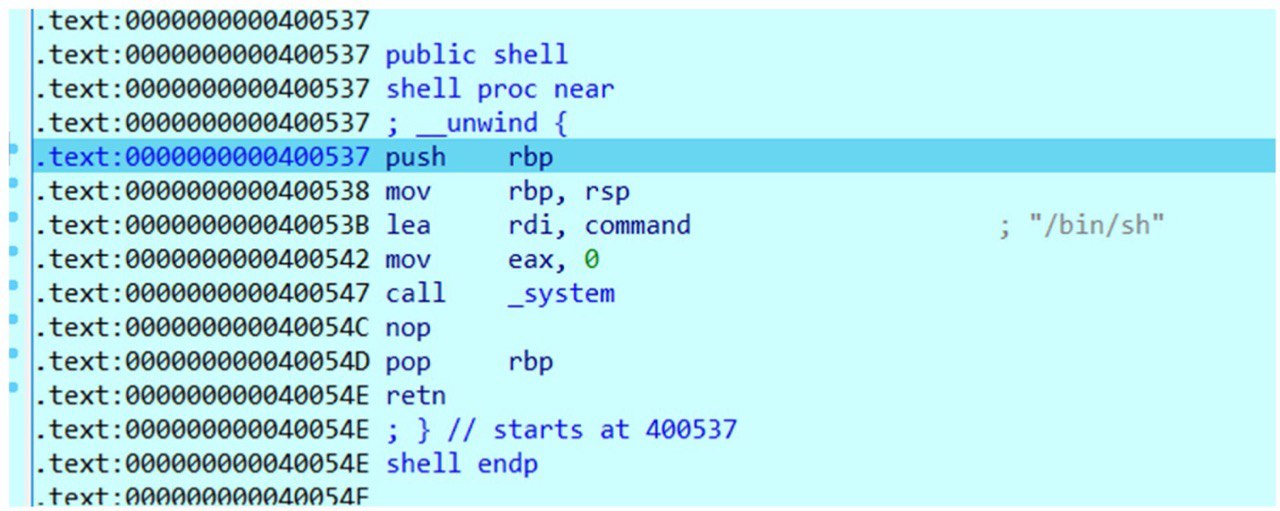 .text:0000000000400537
.text:0000000000400537 public shell
.text:0000000000400537 shell proc near
.text:0000000000400537 ; __unwind {
.text:0000000000400537 push    rbp
.text:0000000000400538 mov     rbp, rsp
.text:000000000040053B lea     rdi, command                    ; "/bin/sh"
.text:0000000000400542 mov     eax, 0
.text:0000000000400547 call    _system
.text:000000000040054C nop
.text:000000000040054D pop     rbp
.text:000000000040054E retn
.text:000000000040054E ; } // starts at 400537
.text:000000000040054E shell endp
.text:000000000040054F